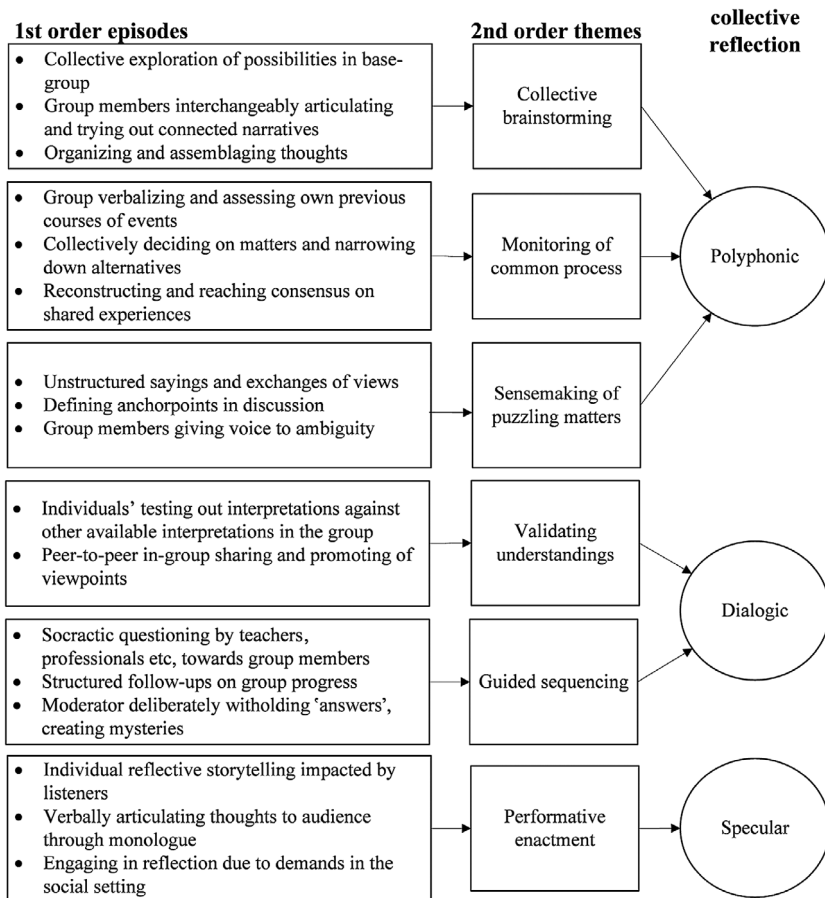 collective
reflection
1st order episodes
2nd order themes
• Collective exploration of possibilities in base-
group
• Group members interchangeably articulating
and trying out connected narratives
• Organizing and assemblaging thoughts
Collective
brainstorming
• Group verbalizing and assessing own previous
courses of events
• Collectively deciding on matters and narrowing
down alternatives
• Reconstructing and reaching consensus on
shared experiences
Monitoring of
common process
Polyphonic
• Unstructured sayings and exchanges of views
• Defining anchorpoints in discussion
• Group members giving voice to ambiguity
Sensemaking of
puzzling matters
• Individuals’ testing out interpretations against
other available interpretations in the group
• Peer-to-peer in-group sharing and promoting of
viewpoints
Validating
understandings
Dialogic
• Socractic questioning by teachers,
professionals etc, towards group members
• Structured follow-ups on group progress
• Moderator deliberately witholding ‘answers’,
creating mysteries
Guided sequencing
• Individual reflective storytelling impacted by
listeners
• Verbally articulating thoughts to audience
through monologue
• Engaging in reflection due to demands in the
social setting
Performative
enactment
Specular